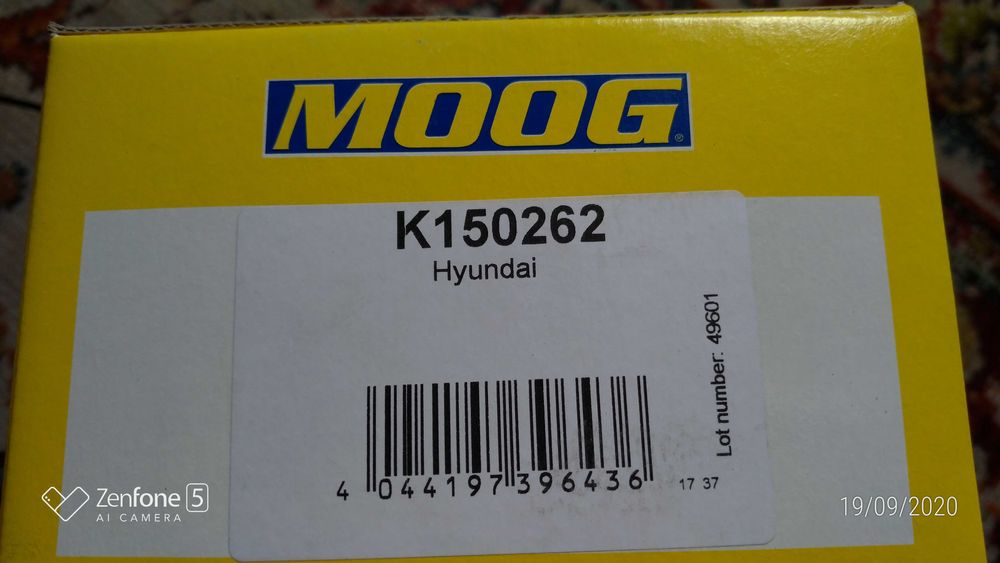 MOOG®
K150262
Hyundai
Lot number: 49601
4 044197 396436
17 37
Zenfone 5
AI CAMERA
19/09/2020